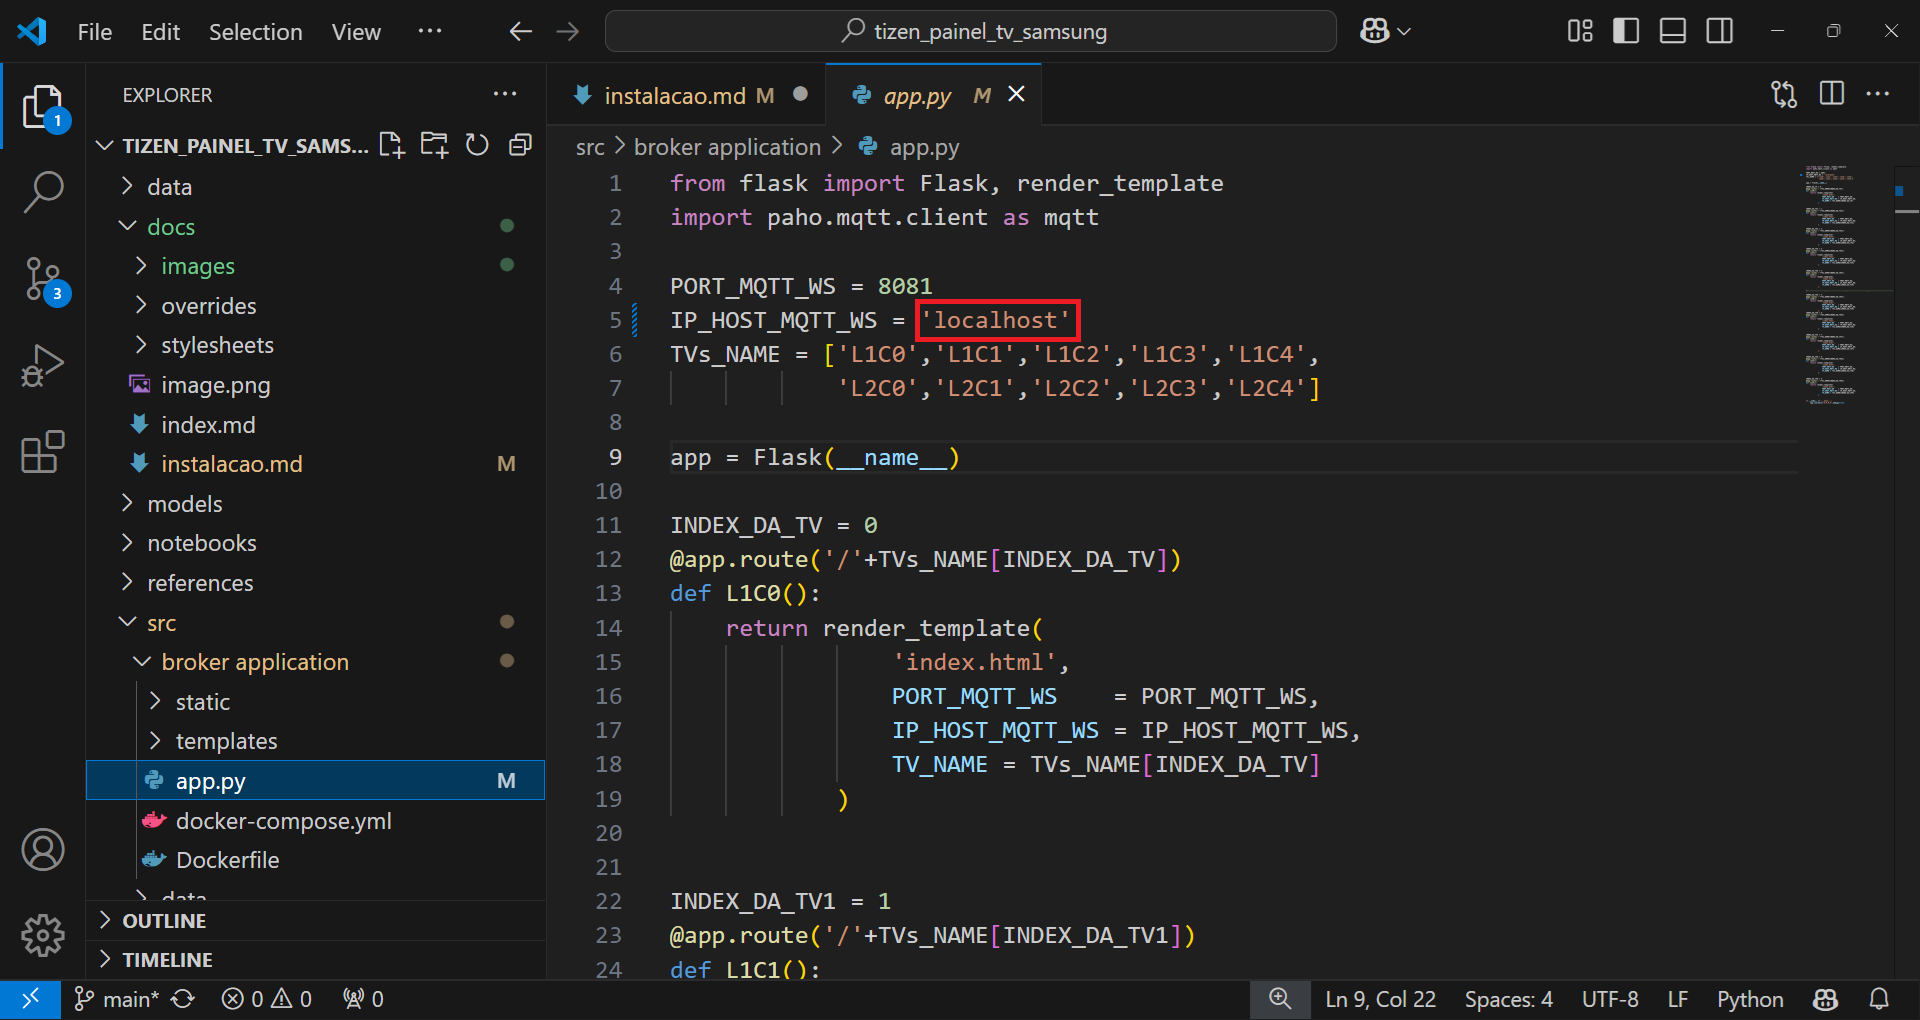 File Edit Selection View ···
tizen_painel_tv_samsung
EXPLORER ···
TIZEN_PAINEL_TV_SAMS...
data
docs
images
overrides
stylesheets
image.png
index.md
instalacao.md M
models
notebooks
references
src
broker application
static
templates
app.py M
docker-compose.yml
Dockerfile
data
OUTLINE
TIMELINE
1
3
instalacao.md M
app.py M
src > broker application > app.py
1 from flask import Flask, render_template
2 import paho.mqtt.client as mqtt
3
4 PORT_MQTT_WS = 8081
5 IP_HOST_MQTT_WS = 'localhost'
6 TVs_NAME = ['L1C0','L1C1','L1C2','L1C3','L1C4',
7 'L2C0','L2C1','L2C2','L2C3','L2C4']
8
9 app = Flask(__name__)
10
11 INDEX_DA_TV = 0
12 @app.route('/'+TVs_NAME[INDEX_DA_TV])
13 def L1C0():
14 return render_template(
15 'index.html',
16 PORT_MQTT_WS = PORT_MQTT_WS,
17 IP_HOST_MQTT_WS = IP_HOST_MQTT_WS,
18 TV_NAME = TVs_NAME[INDEX_DA_TV]
19 )
20
21
22 INDEX_DA_TV1 = 1
23 @app.route('/'+TVs_NAME[INDEX_DA_TV1])
24 def L1C1():
main* 0 0 0 Ln 9, Col 22 Spaces: 4 UTF-8 LF Python